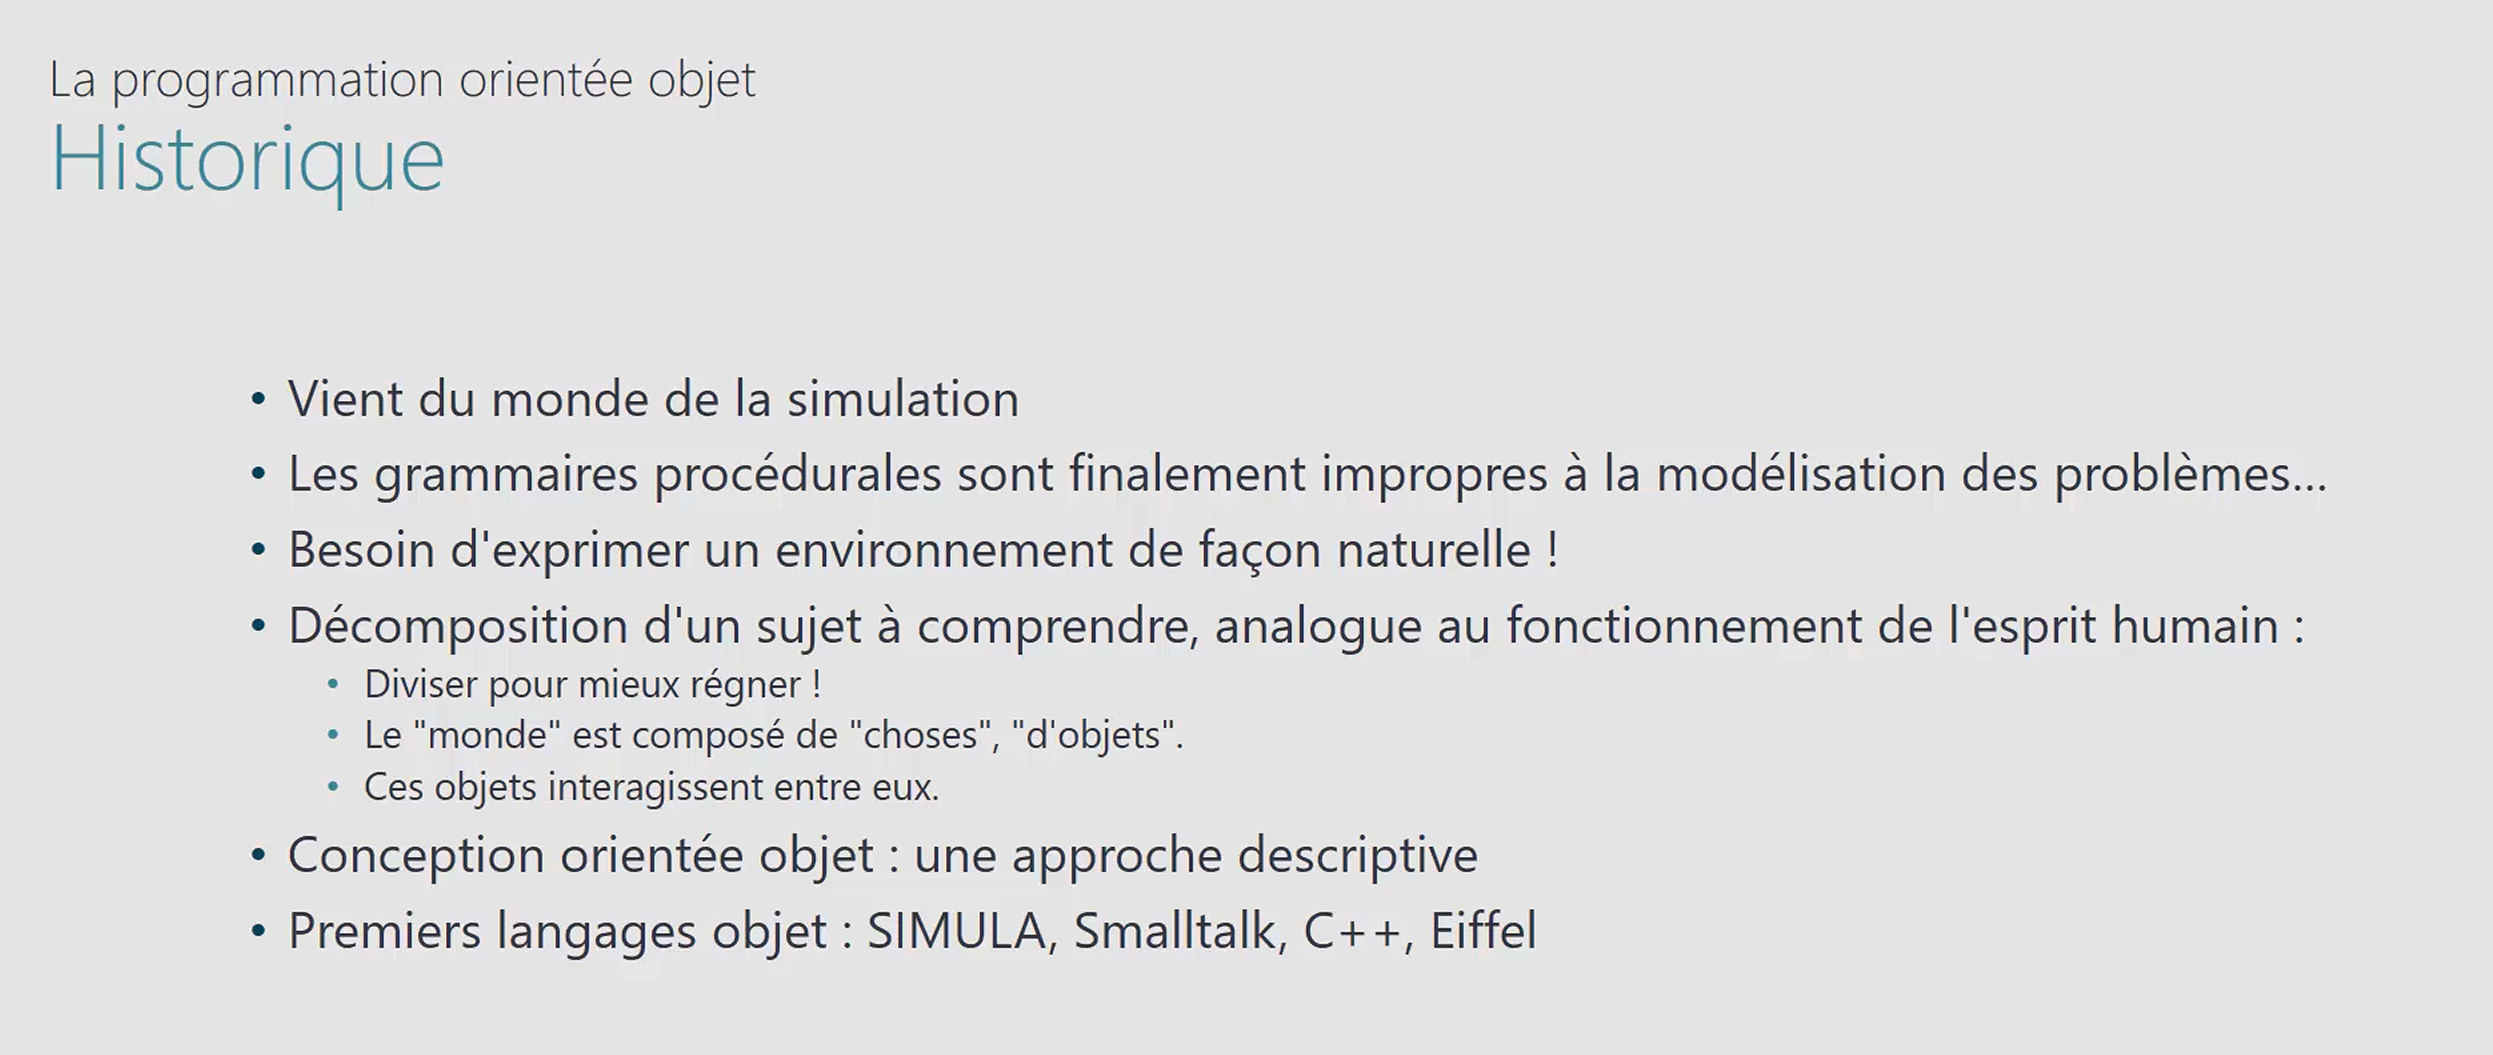 La programmation orientée objet
Historique
• Vient du monde de la simulation
• Les grammaires procédurales sont finalement impropres à la modélisation des problèmes...
• Besoin d'exprimer un environnement de façon naturelle !
• Décomposition d'un sujet à comprendre, analogue au fonctionnement de l'esprit humain :
• Diviser pour mieux régner !
• Le "monde" est composé de "choses", "d'objets".
• Ces objets interagissent entre eux.
• Conception orientée objet : une approche descriptive
• Premiers langages objet : SIMULA, Smalltalk, C++, Eiffel